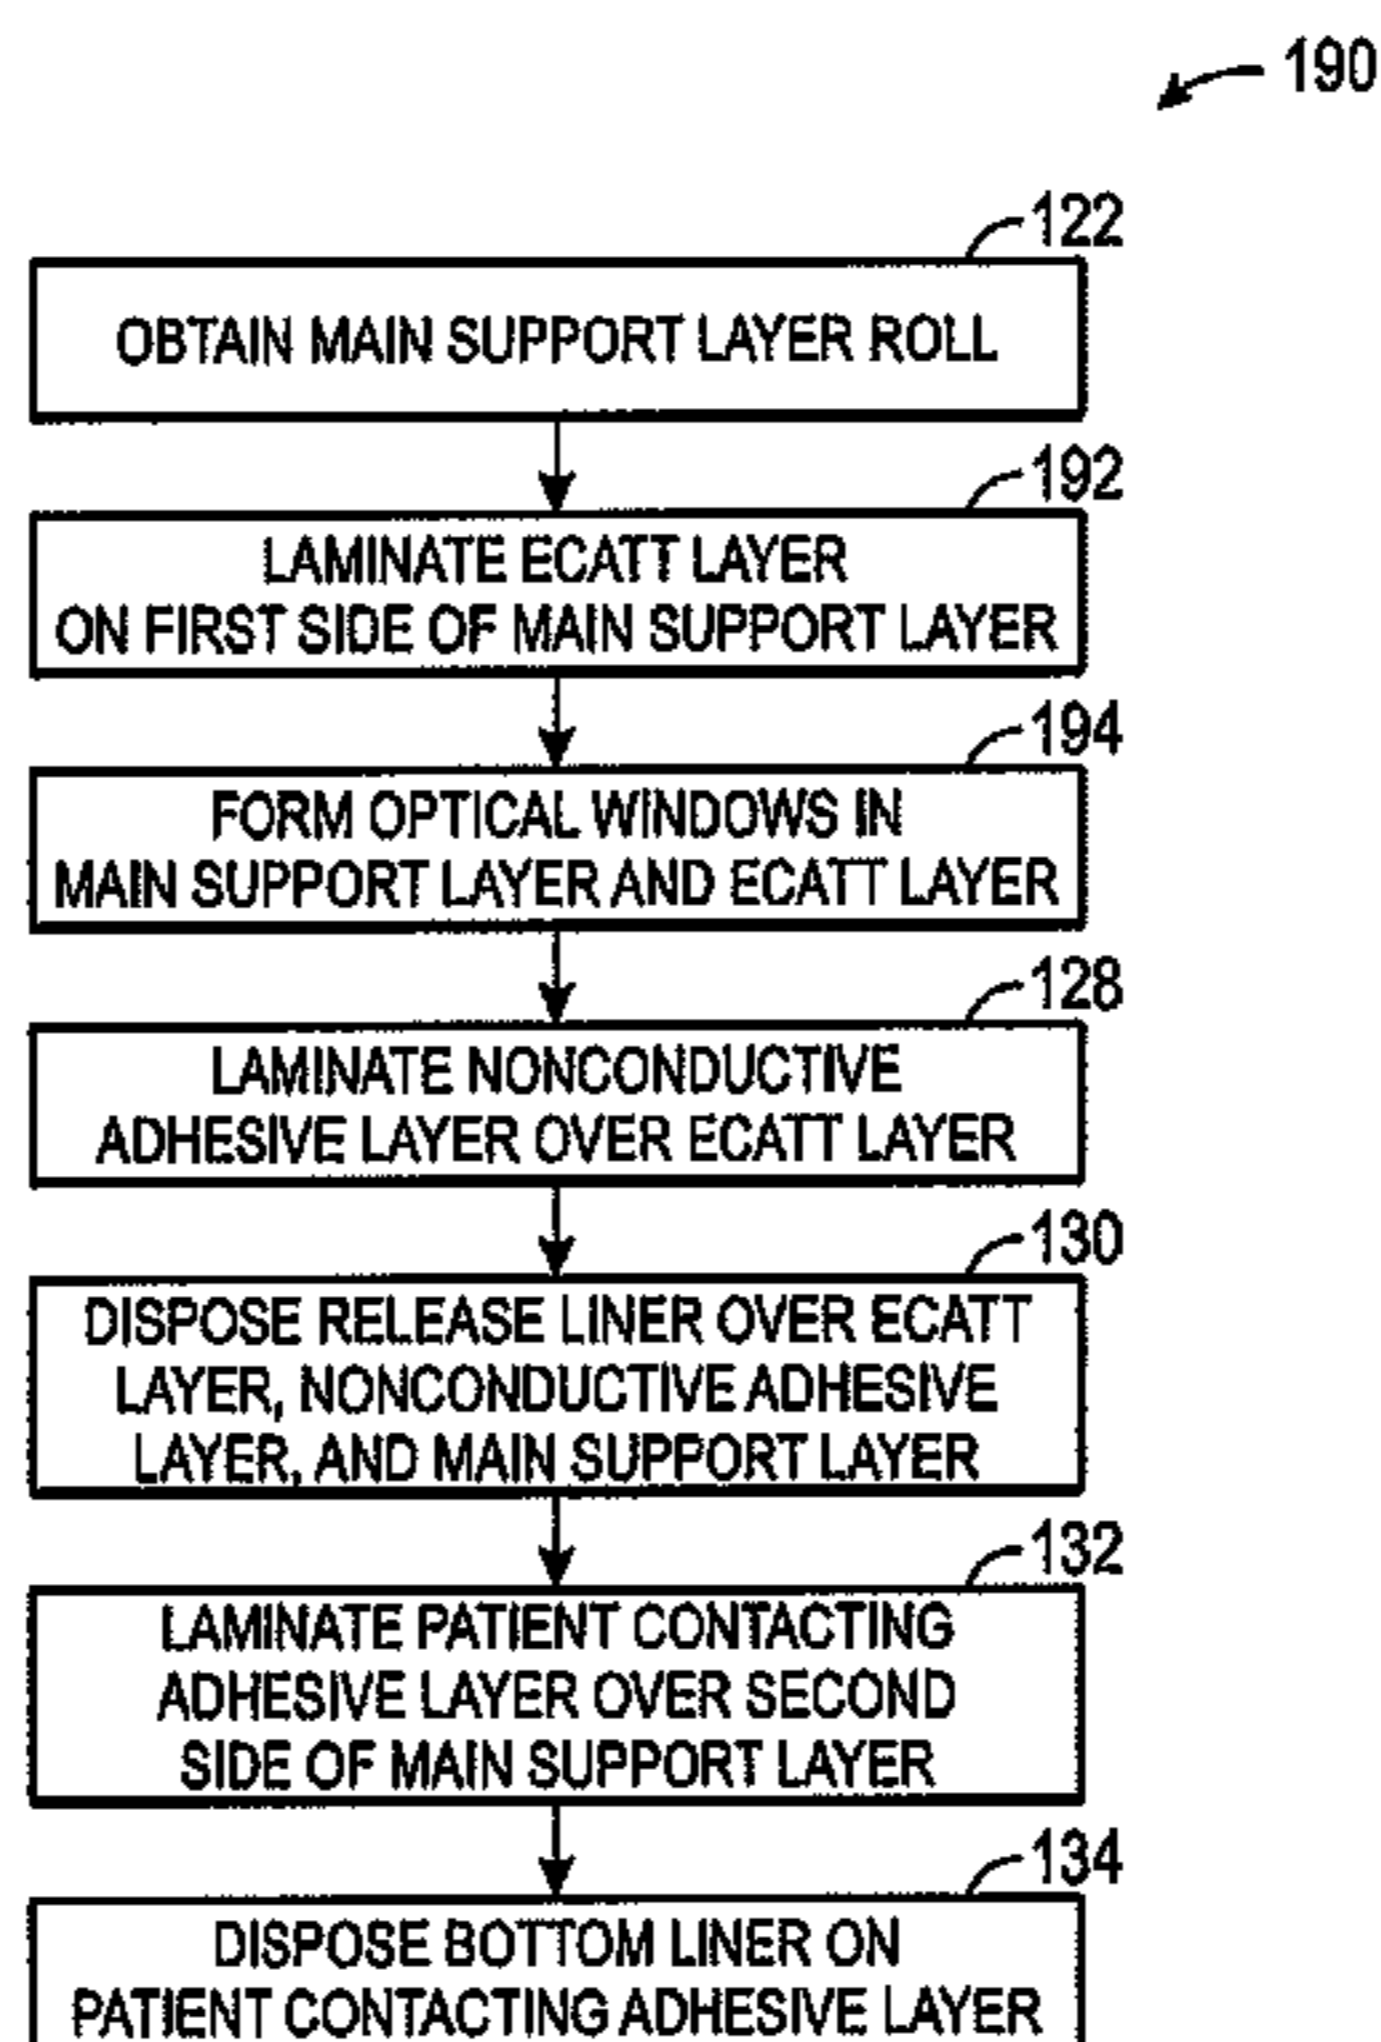 190
122
OBTAIN MAIN SUPPORT LAYER ROLL
192
LAMINATE ECATT LAYER
ON FIRST SIDE OF MAIN SUPPORT LAYER
194
FORM OPTICAL WINDOWS IN
MAIN SUPPORT LAYER AND ECATT LAYER
128
LAMINATE NONCONDUCTIVE
ADHESIVE LAYER OVER ECATT LAYER
130
DISPOSE RELEASE LINER OVER ECATT
LAYER, NONCONDUCTIVE ADHESIVE
LAYER, AND MAIN SUPPORT LAYER
132
LAMINATE PATIENT CONTACTING
ADHESIVE LAYER OVER SECOND
SIDE OF MAIN SUPPORT LAYER
134
DISPOSE BOTTOM LINER ON
PATIENT CONTACTING ADHESIVE LAYER